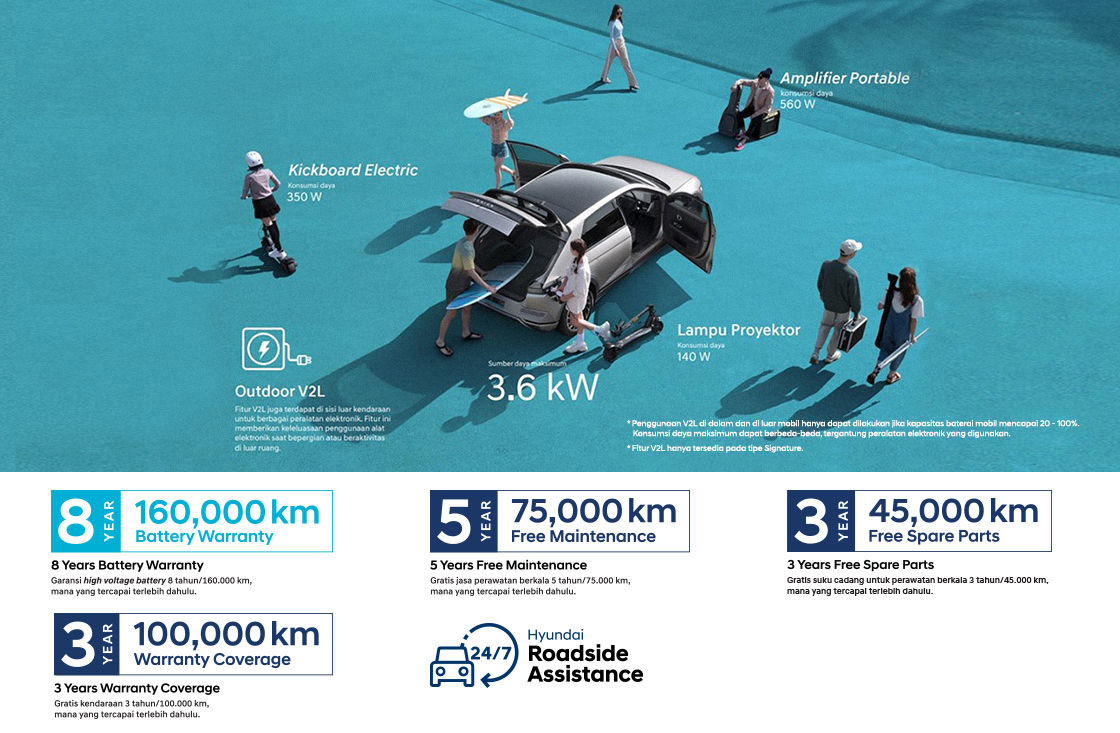 Amplifier Portable
konsumsi daya
560 W
Kickboard Electric
Konsumsi daya
350 W
Lampu Proyektor
Konsumsi daya
140 W
Sumber daya maksimum
3.6 kW
Outdoor V2L
Fitur V2L juga terdapat di sisi luar kendaraan
untuk berbagai peralatan elektronik. Fitur ini
memberikan keleluasaan penggunaan alat
elektronik saat bepergian atau beraktivitas
di luar ruang.
* Penggunaan V2L di dalam dan di luar mobil hanya dapat dilakukan jika kapasitas baterai mobil mencapai 20 - 100%.
Konsumsi daya maksimum dapat berbeda-beda, tergantung peralatan elektronik yang digunakan.
* Fitur V2L hanya tersedia pada tipe Signature.
8 YEAR
160,000 km
Battery Warranty
8 Years Battery Warranty
Garansi high voltage battery 8 tahun/160.000 km,
mana yang tercapai terlebih dahulu.
5 YEAR
75,000 km
Free Maintenance
5 Years Free Maintenance
Gratis jasa perawatan berkala 5 tahun/75.000 km,
mana yang tercapai terlebih dahulu.
3 YEAR
45,000 km
Free Spare Parts
3 Years Free Spare Parts
Gratis suku cadang untuk perawatan berkala 3 tahun/45.000 km,
mana yang tercapai terlebih dahulu.
3 YEAR
100,000 km
Warranty Coverage
3 Years Warranty Coverage
Gratis kendaraan 3 tahun/100.000 km,
mana yang tercapai terlebih dahulu.
24/7
Hyundai
Roadside
Assistance